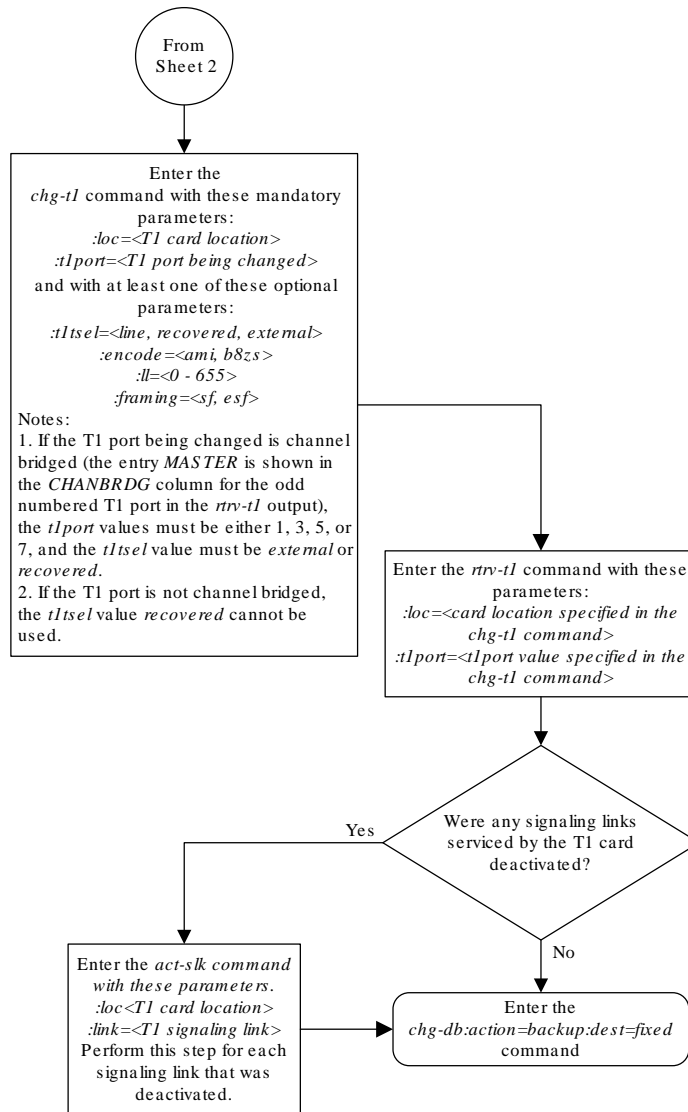 From
Sheet 2
Enter the
chg-t1 command with these mandatory
parameters:
:loc=<T1 card location>
:t1port=<T1 port being changed>
and with at least one of these optional
parameters:
:t1tsel=<line, recovered, external>
:encode=<ami, b8zs>
:ll=<0 - 655>
:framing=<sf, esf>
Notes:
1. If the T1 port being changed is channel
bridged (the entry MASTER is shown in
the CHANBRDG column for the odd
numbered T1 port in the rtrv-t1 output),
the t1port values must be either 1, 3, 5, or
7, and the t1tsel value must be external or
recovered.
2. If the T1 port is not channel bridged,
the t1tsel value recovered cannot be
used.
Enter the rtrv-t1 command with these
parameters:
:loc=<card location specified in the
chg-t1 command>
:t1port=<t1port value specified in the
chg-t1 command>
Were any signaling links
serviced by the T1 card
deactivated?
Yes
No
Enter the act-slk command
with these parameters.
:loc<T1 card location>
:link=<T1 signaling link>
Perform this step for each
signaling link that was
deactivated.
Enter the
chg-db:action=backup:dest=fixed
command